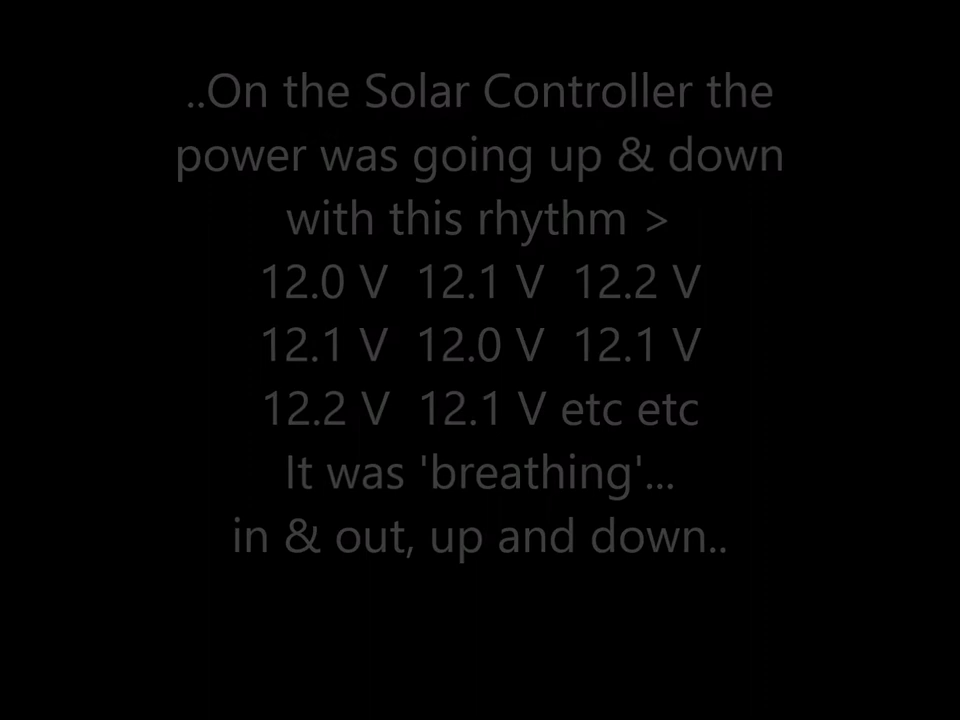 ..On the Solar Controller the
power was going up & down
with this rhythm >
12.0 V  12.1 V  12.2 V
12.1 V  12.0 V  12.1 V
12.2 V  12.1 V etc etc
It was 'breathing'...
in & out, up and down..